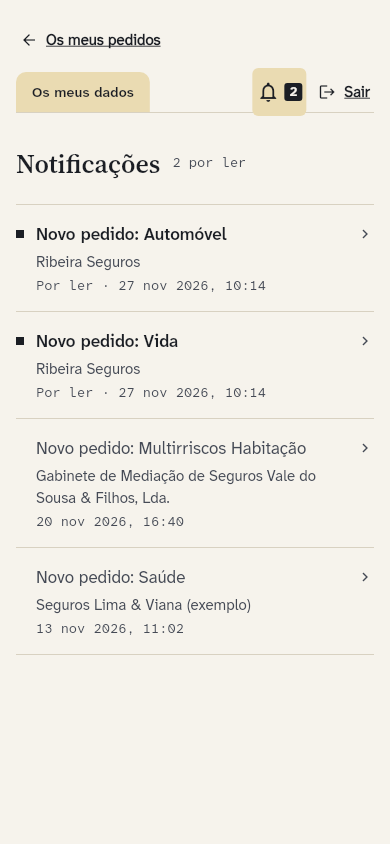 Os meus pedidos
Os meus dados
2
Sair
Notificações
2 por ler
Novo pedido: Automóvel
Ribeira Seguros
Por ler · 27 nov 2026, 10:14
Novo pedido: Vida
Ribeira Seguros
Por ler · 27 nov 2026, 10:14
Novo pedido: Multirriscos Habitação
Gabinete de Mediação de Seguros Vale do
Sousa & Filhos, Lda.
20 nov 2026, 16:40
Novo pedido: Saúde
Seguros Lima & Viana (exemplo)
13 nov 2026, 11:02